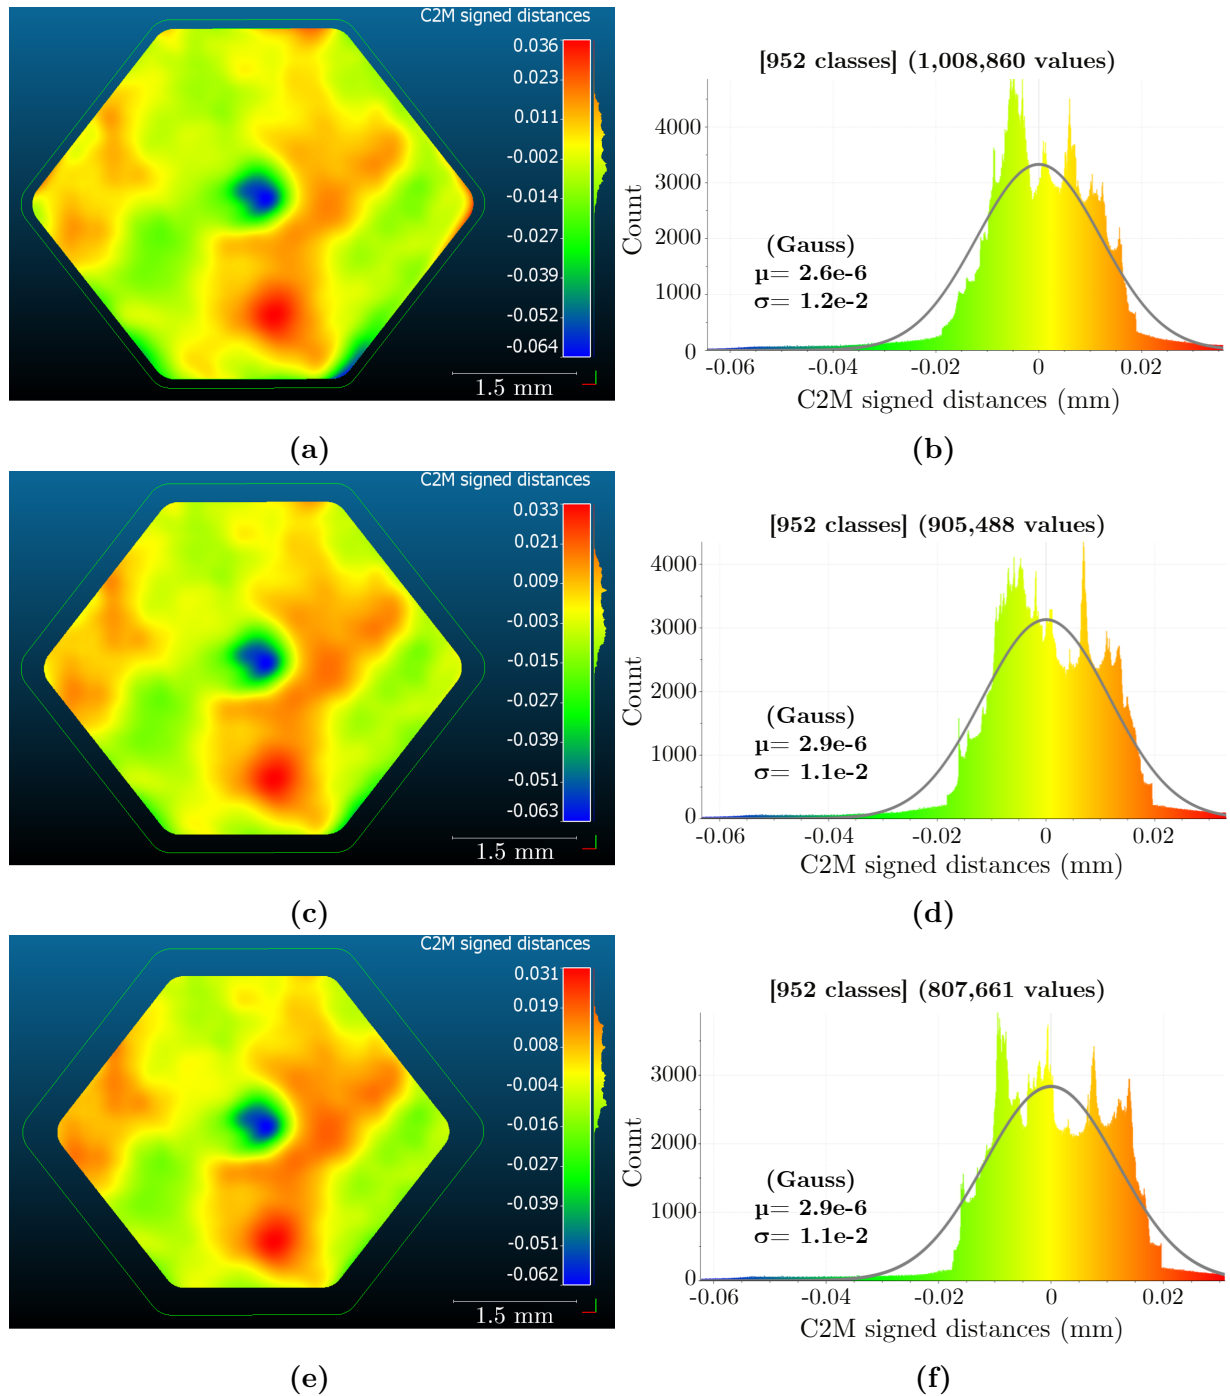 C2M signed distances
0.036
0.023
0.011
-0.002
-0.014
-0.027
-0.039
-0.052
-0.064
1.5 mm
(a)
[952 classes] (1,008,860 values)
Count
4000
3000
2000
1000
0
(Gauss)
μ= 2.6e-6
σ= 1.2e-2
-0.06 -0.04 -0.02 0 0.02
C2M signed distances (mm)
(b)
C2M signed distances
0.033
0.021
0.009
-0.003
-0.015
-0.027
-0.039
-0.051
-0.063
1.5 mm
(c)
[952 classes] (905,488 values)
Count
4000
3000
2000
1000
0
(Gauss)
μ= 2.9e-6
σ= 1.1e-2
-0.06 -0.04 -0.02 0 0.02
C2M signed distances (mm)
(d)
C2M signed distances
0.031
0.019
0.008
-0.004
-0.016
-0.027
-0.039
-0.051
-0.062
1.5 mm
(e)
[952 classes] (807,661 values)
Count
3000
2000
1000
0
(Gauss)
μ= 2.9e-6
σ= 1.1e-2
-0.06 -0.04 -0.02 0 0.02
C2M signed distances (mm)
(f)